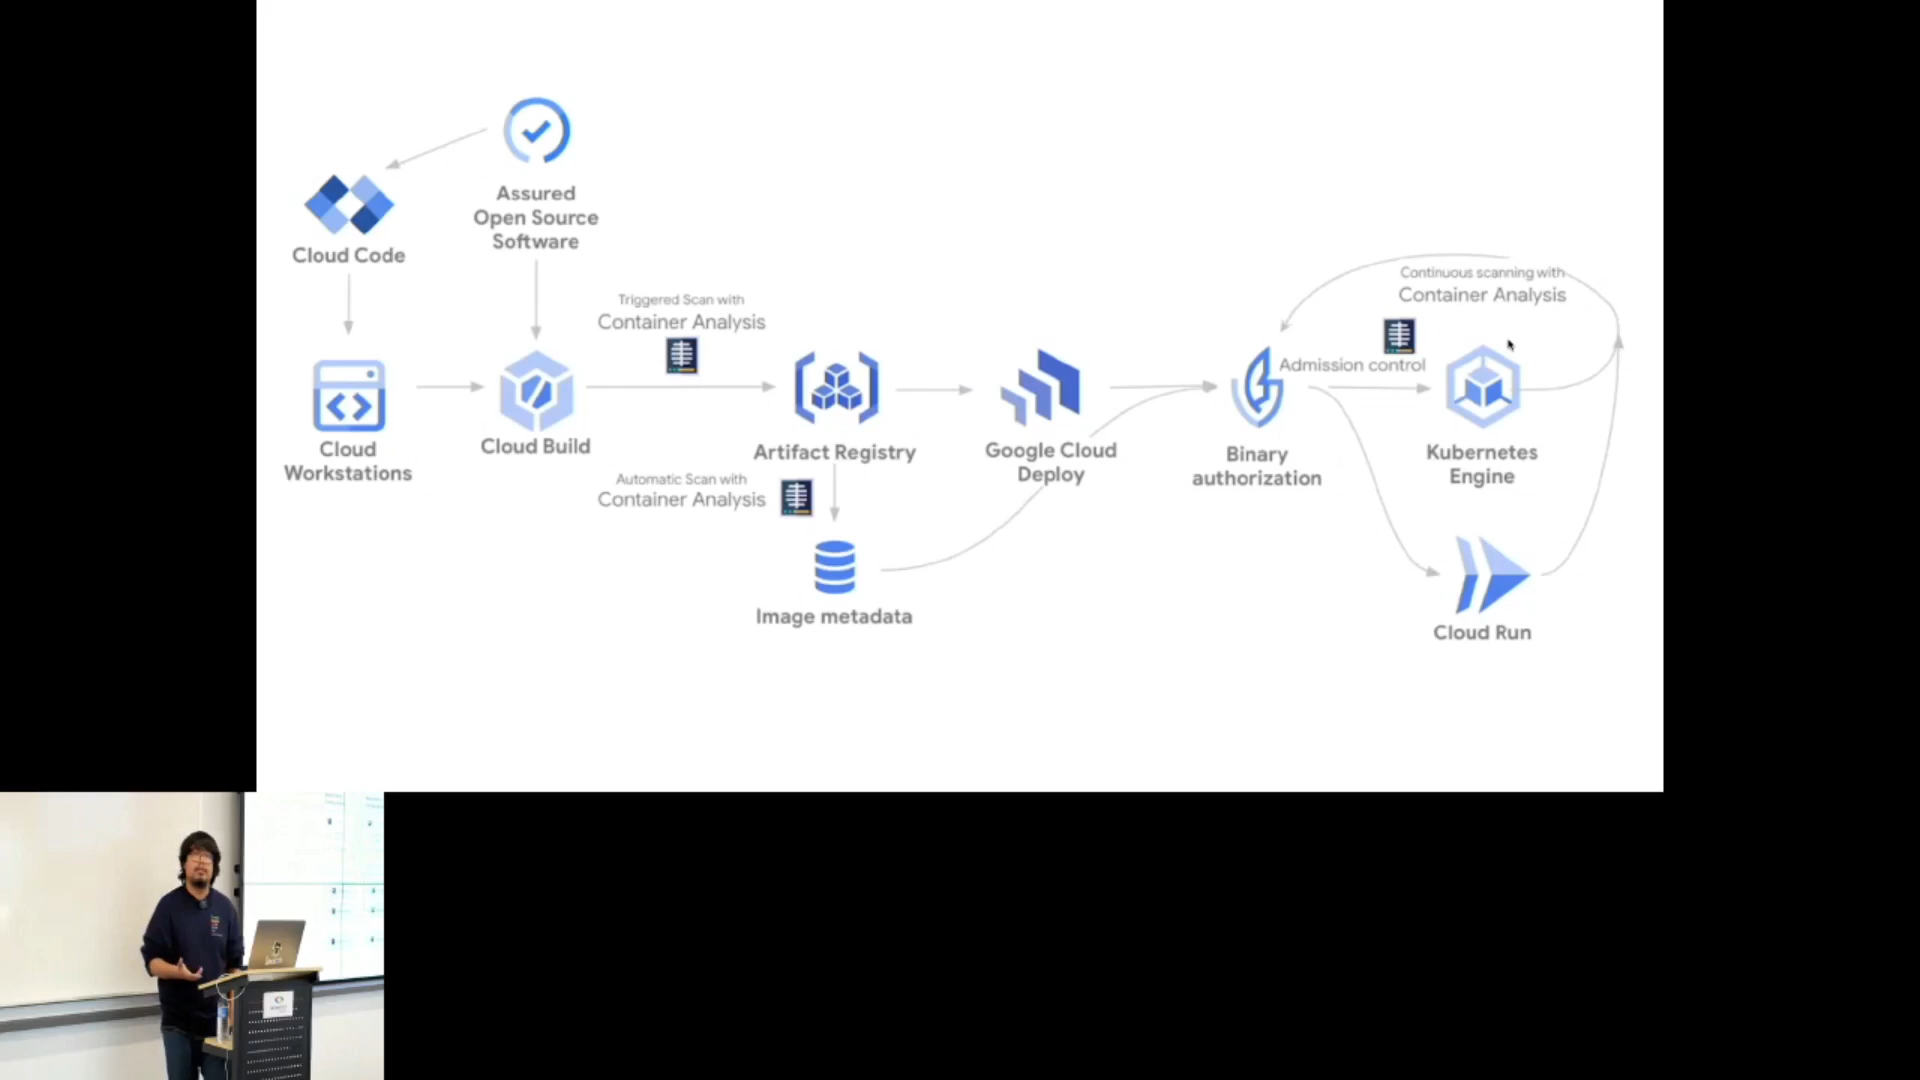 Assured
Open Source
Software
Cloud Code
Triggered Scan with
Container Analysis
Continuous scanning with
Container Analysis
Admission control
Cloud
Workstations
Cloud Build
Artifact Registry
Google Cloud
Deploy
Binary
authorization
Kubernetes
Engine
Automatic Scan with
Container Analysis
Image metadata
Cloud Run